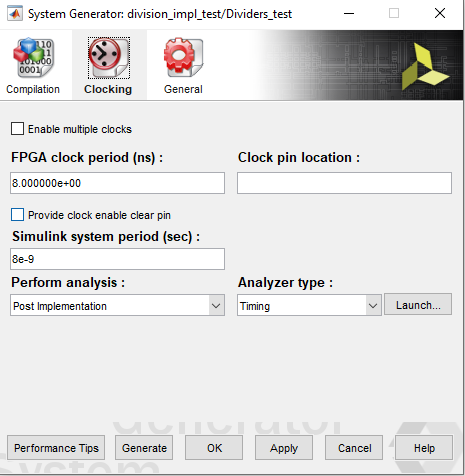 System Generator: division_impl_test/Dividers_test
Compilation
Clocking
General
Enable multiple clocks
FPGA clock period (ns) :
Clock pin location :
8.000000e+00
Provide clock enable clear pin
Simulink system period (sec) :
8e-9
Perform analysis :
Analyzer type :
Post Implementation
Timing
Launch...
Generator
System
Performance Tips
Generate
OK
Apply
Cancel
Help